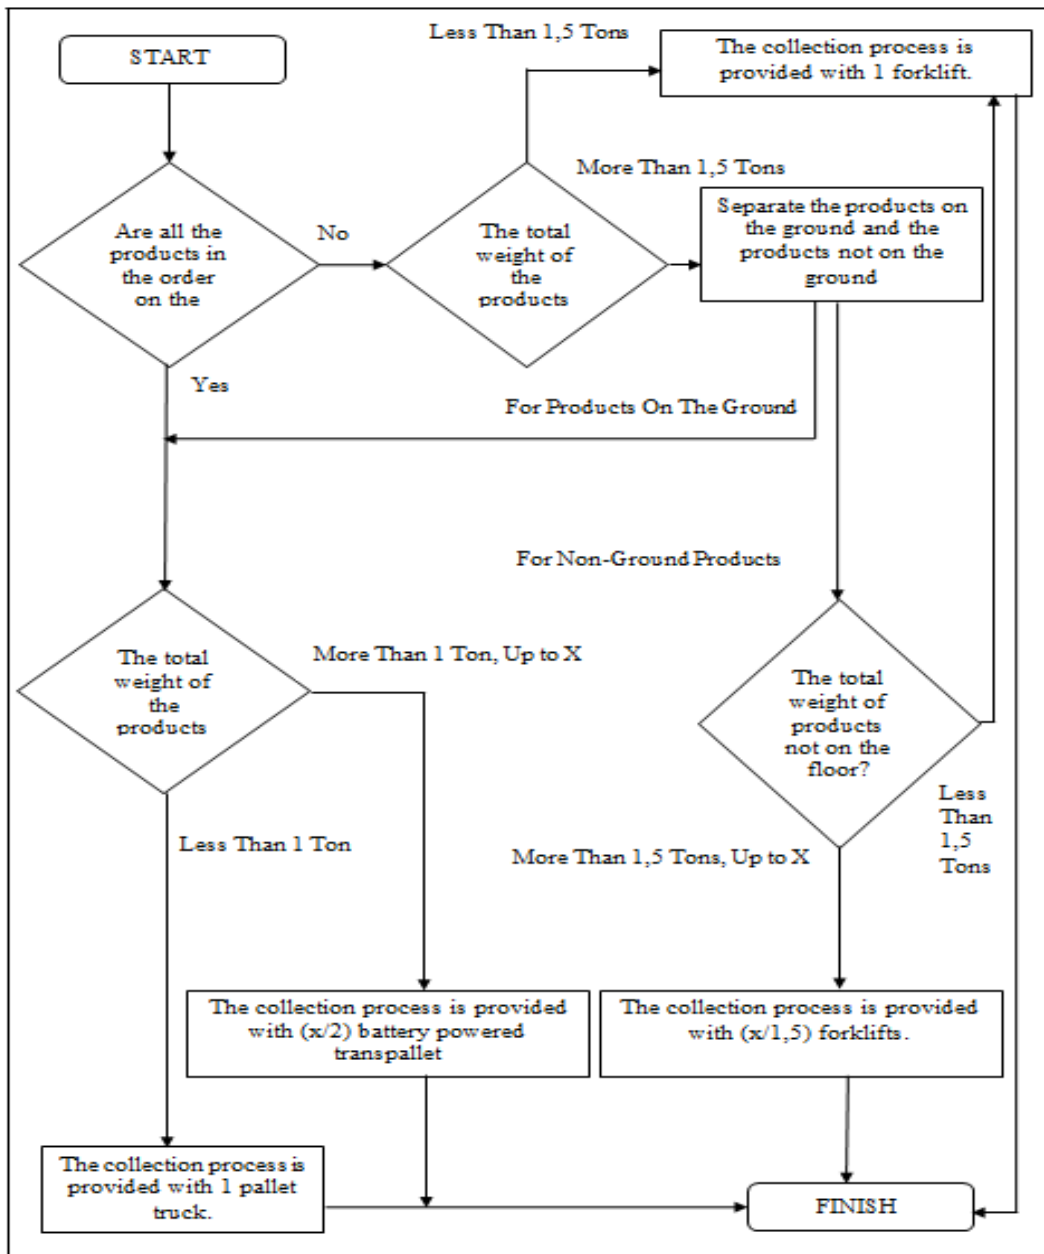 START
Less Than 1,5 Tons
The collection process is
provided with 1 forklift.
Are all the
products in
the order
on the
No
The total
weight of
the
products
More Than 1,5 Tons
Separate the products on
the ground and the
products not on the
ground
Yes
For Products On The Ground
For Non-Ground Products
The total
weight of
the
products
More Than 1 Ton, Up to X
The total
weight of
products
not on the
floor?
Less
Than
1,5
Tons
Less Than 1 Ton
More Than 1,5 Tons, Up to X
The collection process is provided
with (x/2) battery powered
transpallet
The collection process is provided
with (x/1,5) forklifts.
The collection process is
provided with 1 pallet
truck.
FINISH